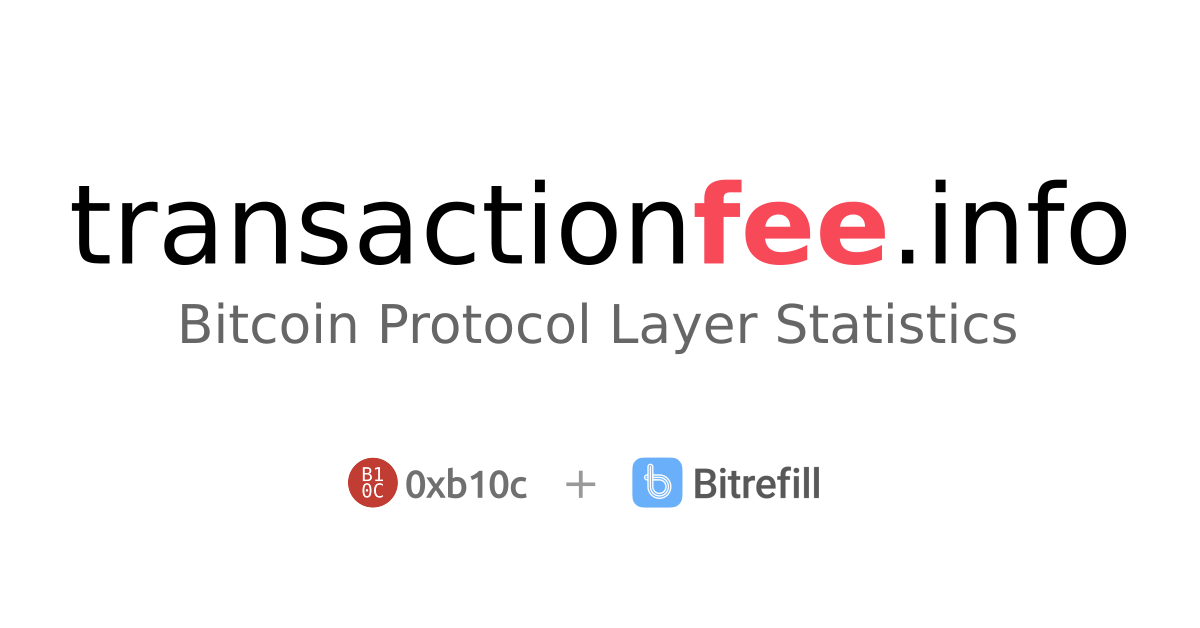 transactionfee.info
Bitcoin Protocol Layer Statistics
B1
0C
0xb10c + Bitrefill